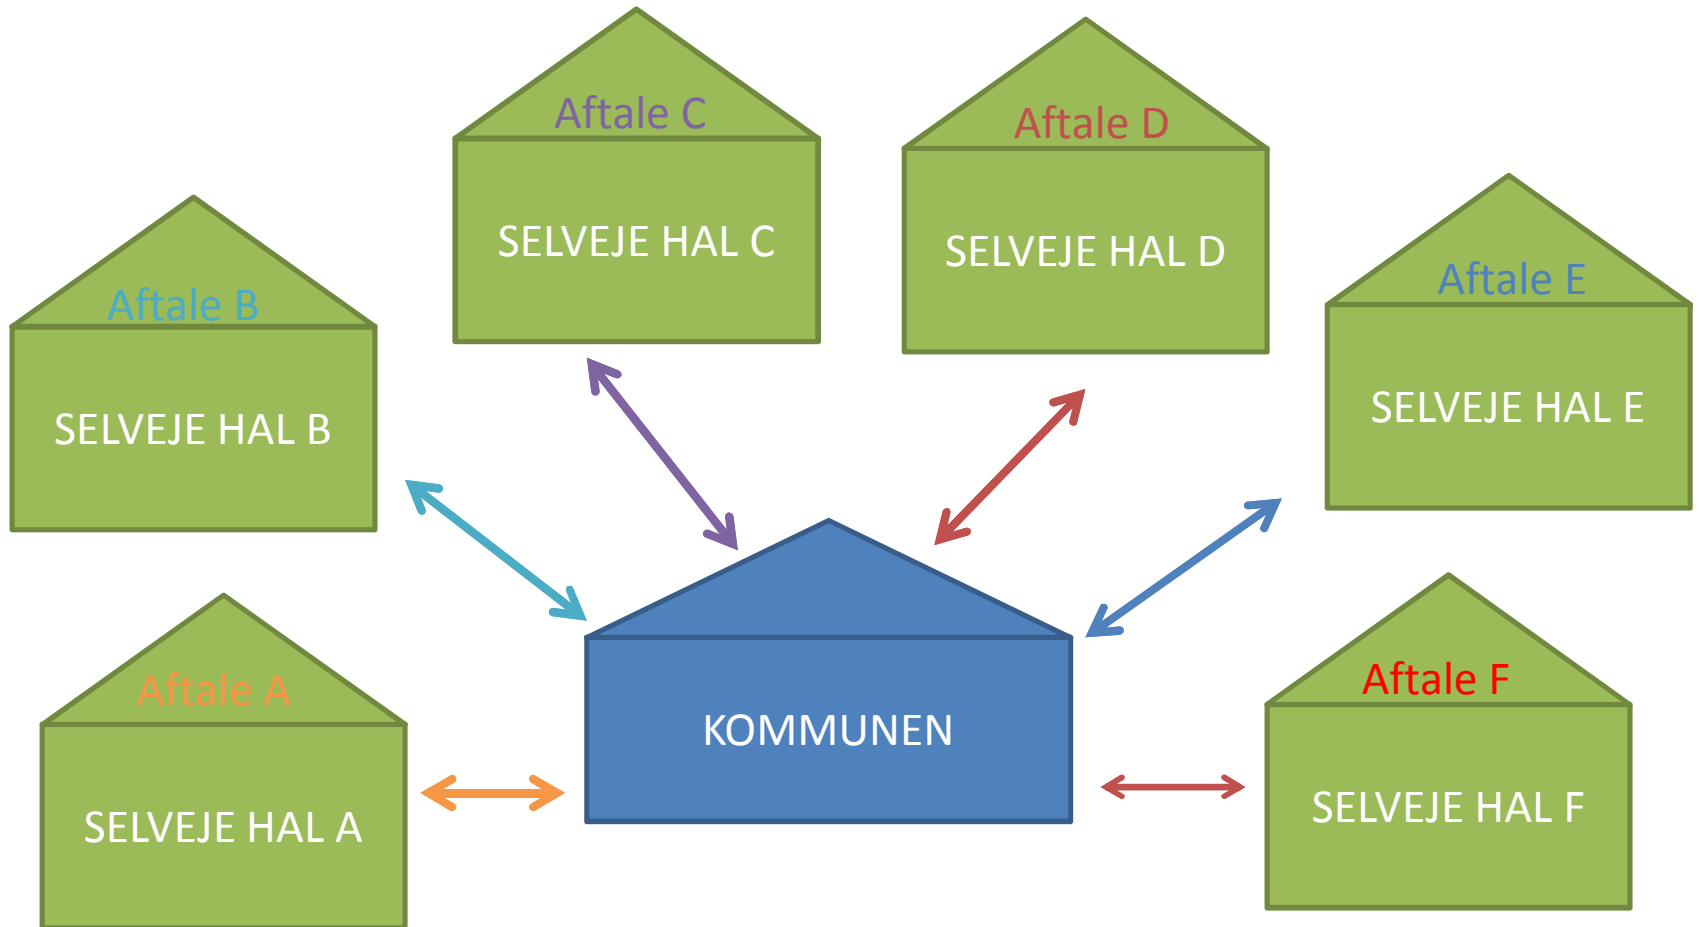 Aftale C
SELVEJE HAL C
Aftale D
SELVEJE HAL D
Aftale B
SELVEJE HAL B
Aftale E
SELVEJE HAL E
Aftale A
SELVEJE HAL A
KOMMUNEN
Aftale F
SELVEJE HAL F